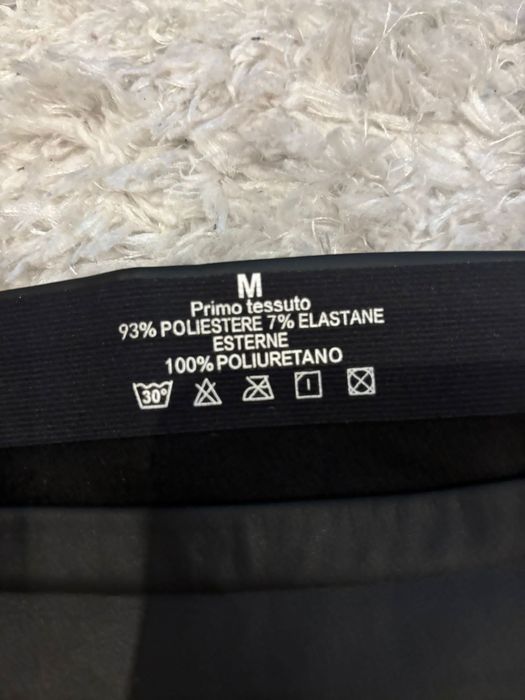 M
Primo tessuto
93% POLIESTERE 7% ELASTANE
ESTERNE
100% POLIURETANO
30°